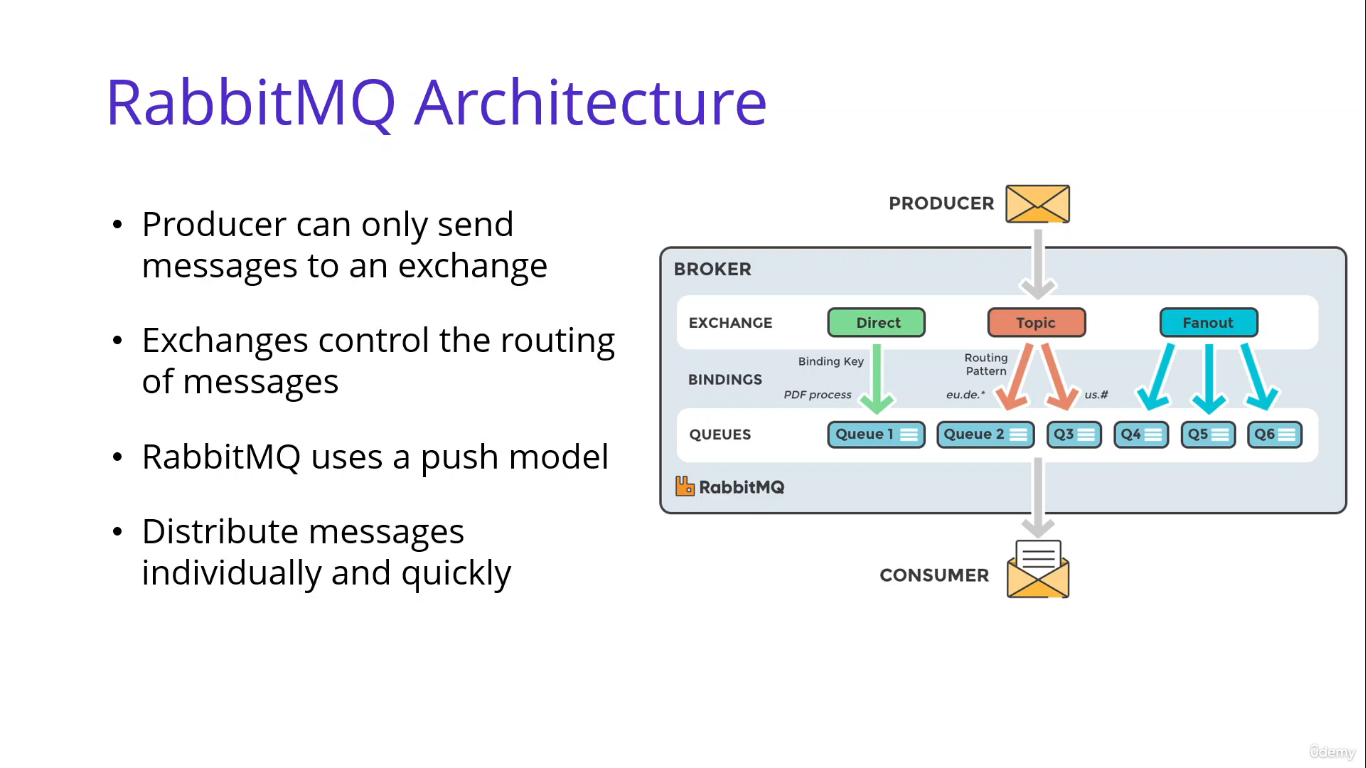 RabbitMQ Architecture
• Producer can only send
messages to an exchange
• Exchanges control the routing
of messages
• RabbitMQ uses a push model
• Distribute messages
individually and quickly
PRODUCER
BROKER
EXCHANGE
Direct
Topic
Fanout
BINDINGS
Binding Key
PDF process
Routing
Pattern
eu.de.*
us.#
QUEUES
Queue 1
Queue 2
Q3
Q4
Q5
Q6
RabbitMQ
CONSUMER
ûdemy